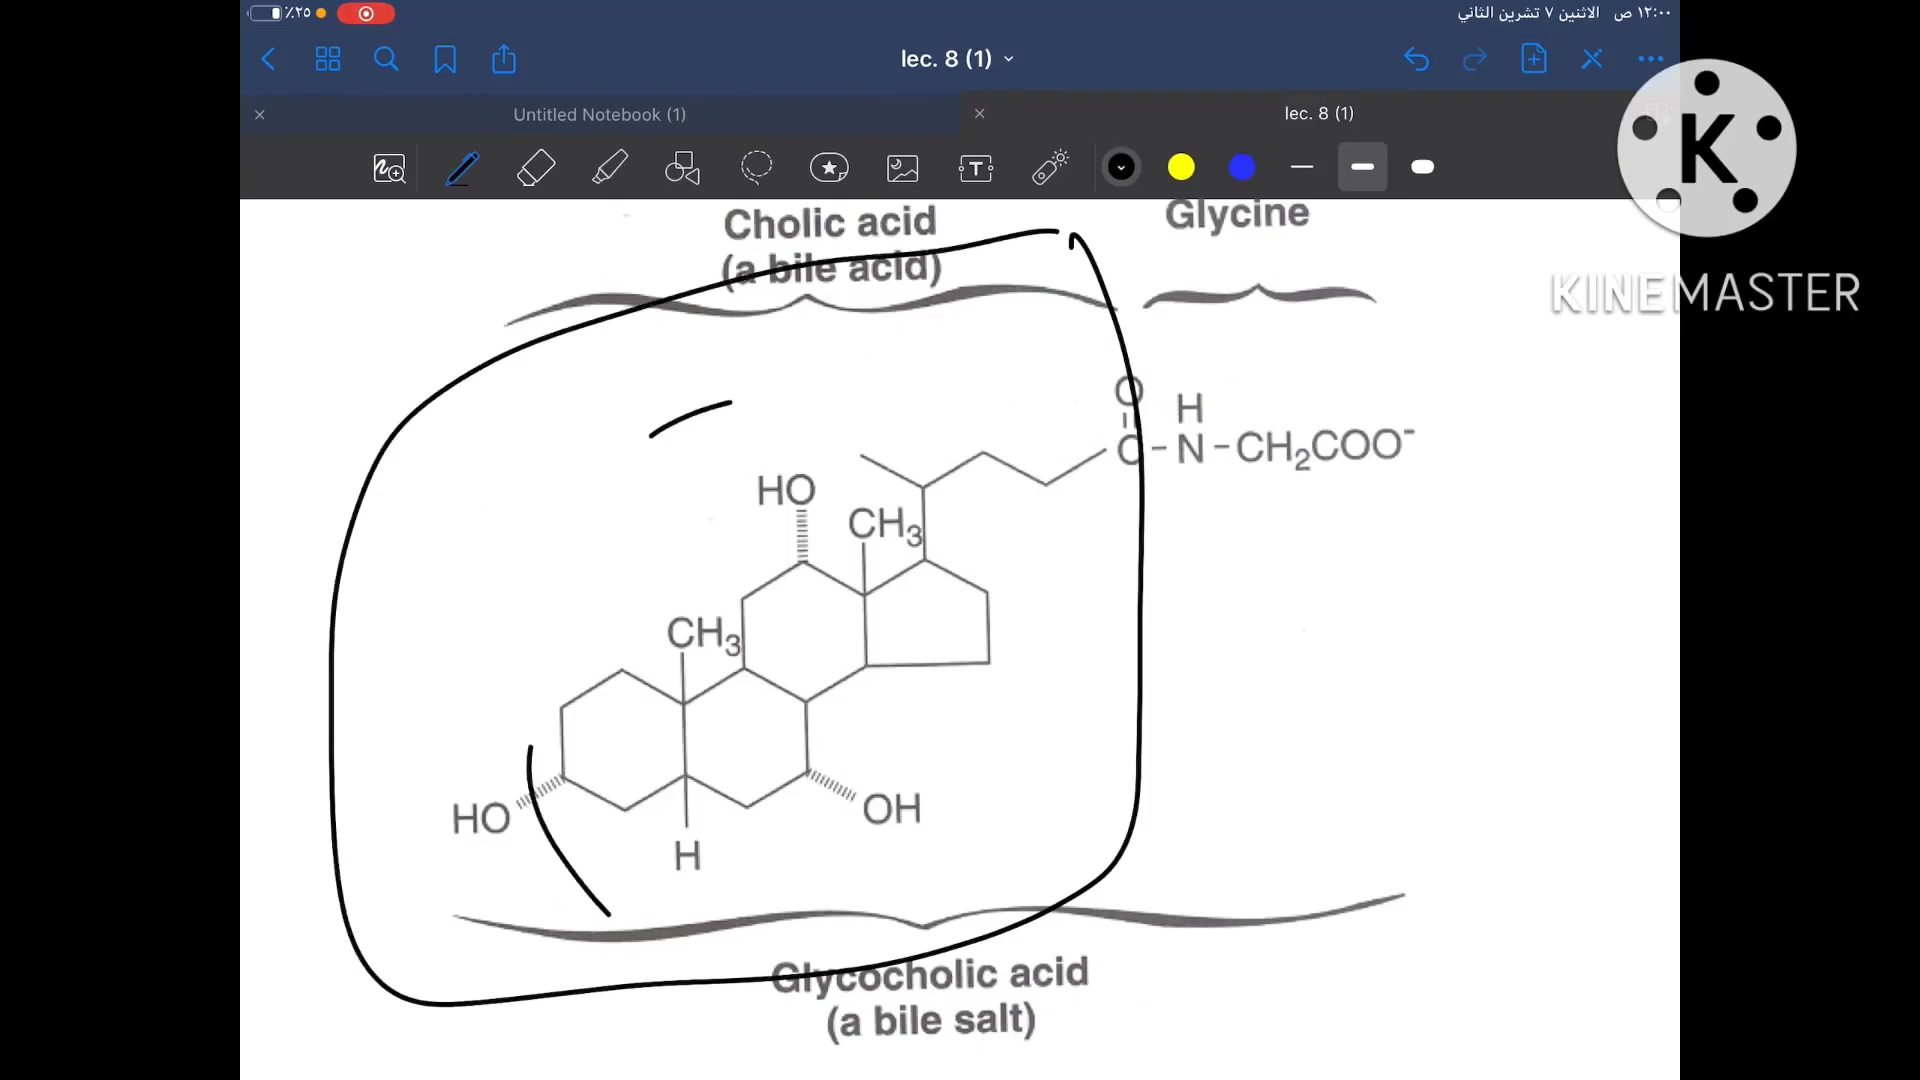 ٪٢٥
١٢:٠٠ ص الاثنين ٧ تشرين الثاني
lec. 8 (1)
Untitled Notebook (1)
lec. 8 (1)
T
K
KINEMASTER
Cholic acid
(a bile acid)
Glycine
O
H
C-N-CH₂COO⁻
HO
CH₃
CH₃
HO
OH
H
Glycocholic acid
(a bile salt)